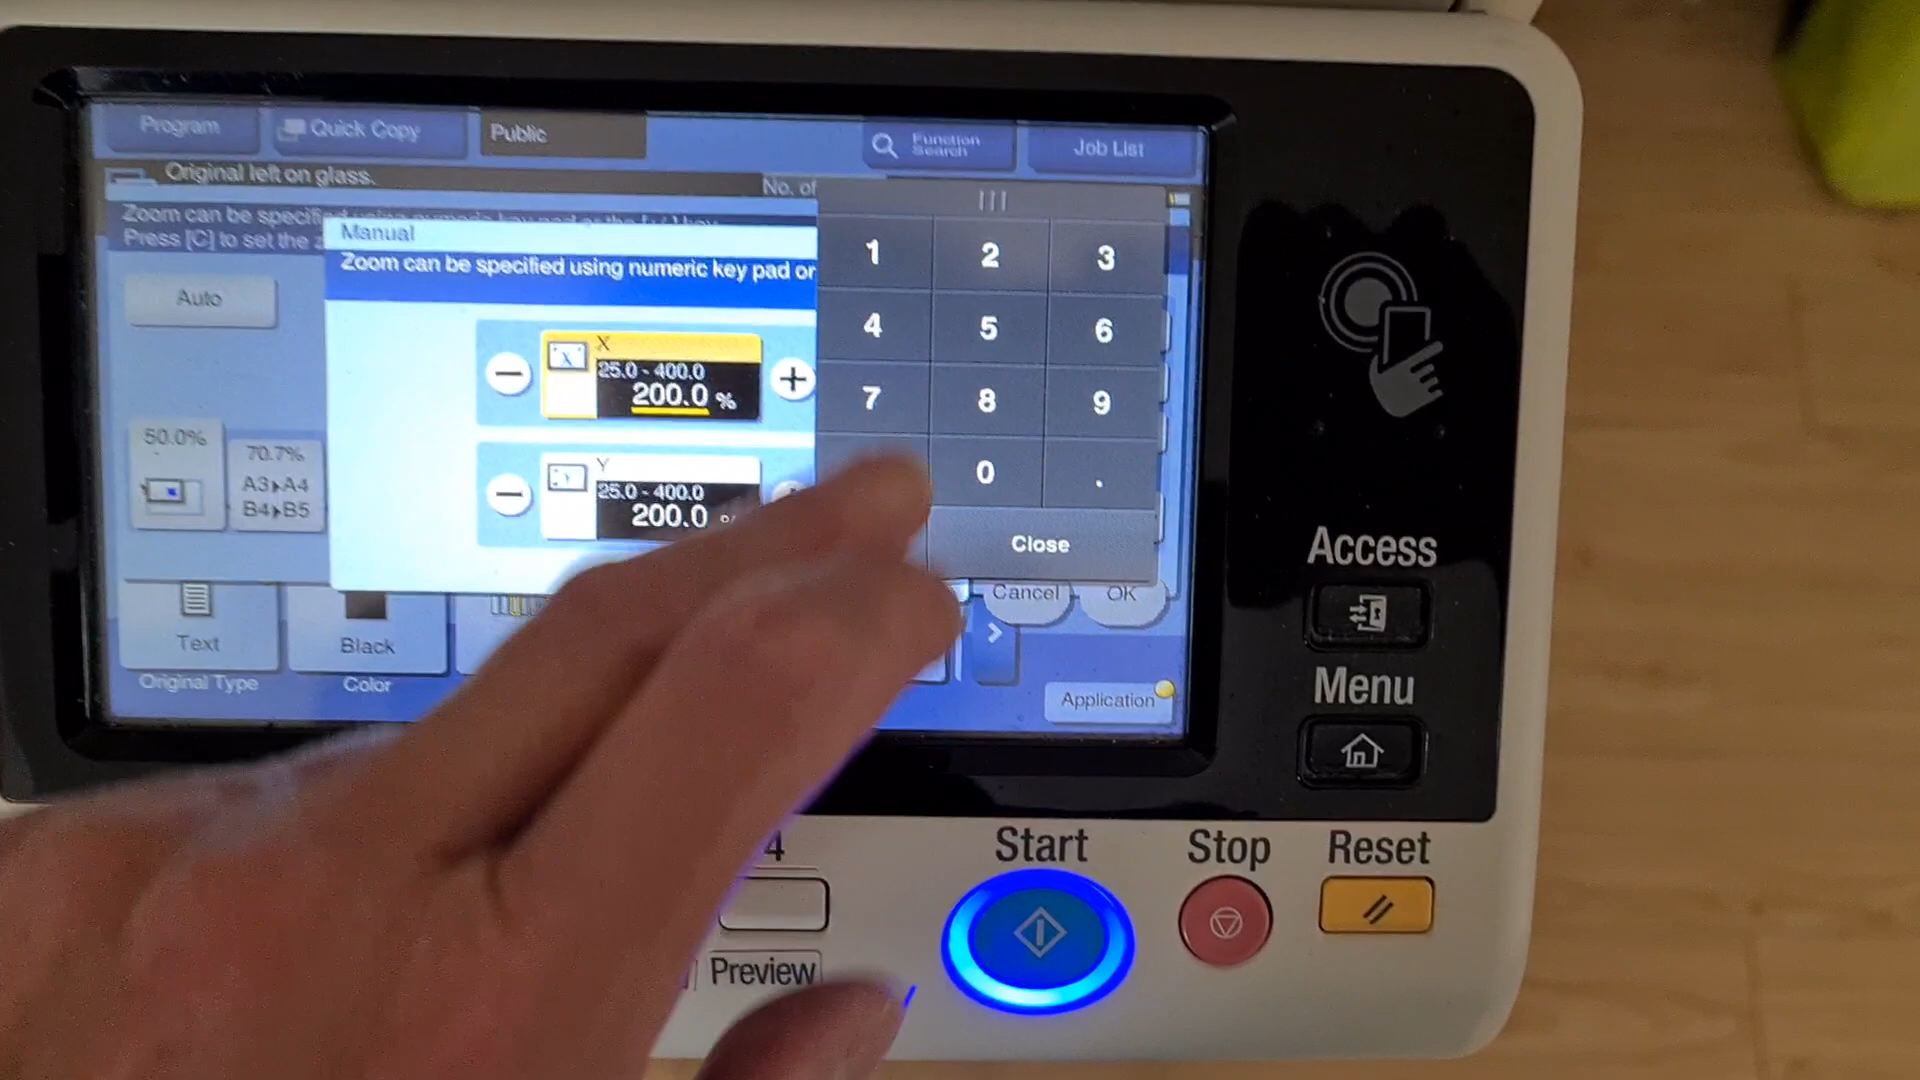 Program
Quick Copy
Public
Function
Search
Job List
Original left on glass.
No. of
Zoom can be specified using numeric key pad or the [+/-] key.
Press [C] to set the z
Manual
Zoom can be specified using numeric key pad or
Auto
X
X
25.0 - 400.0
200.0 %
Y
Y
25.0 - 400.0
200.0 %
50.0%
70.7%
A3▸A4
B4▸B5
1
2
3
4
5
6
7
8
9
0
.
Close
Cancel
OK
Text
Black
Original Type
Color
Application
Access
Menu
4
Start
Stop
Reset
Preview